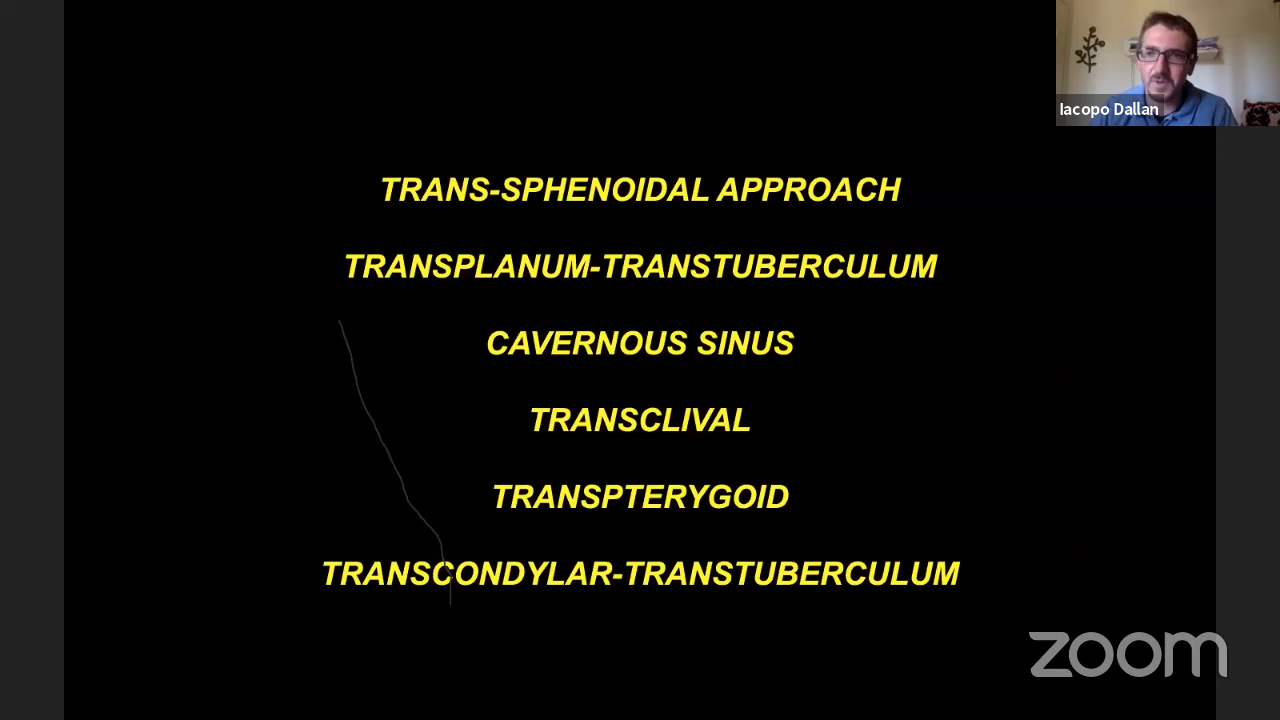 Iacopo Dallan
TRANS-SPHENOIDAL APPROACH
TRANSPLANUM-TRANSTUBERCULUM
CAVERNOUS SINUS
TRANSCLIVAL
TRANSPTERYGOID
TRANSCONDYLAR-TRANSTUBERCULUM
zoom